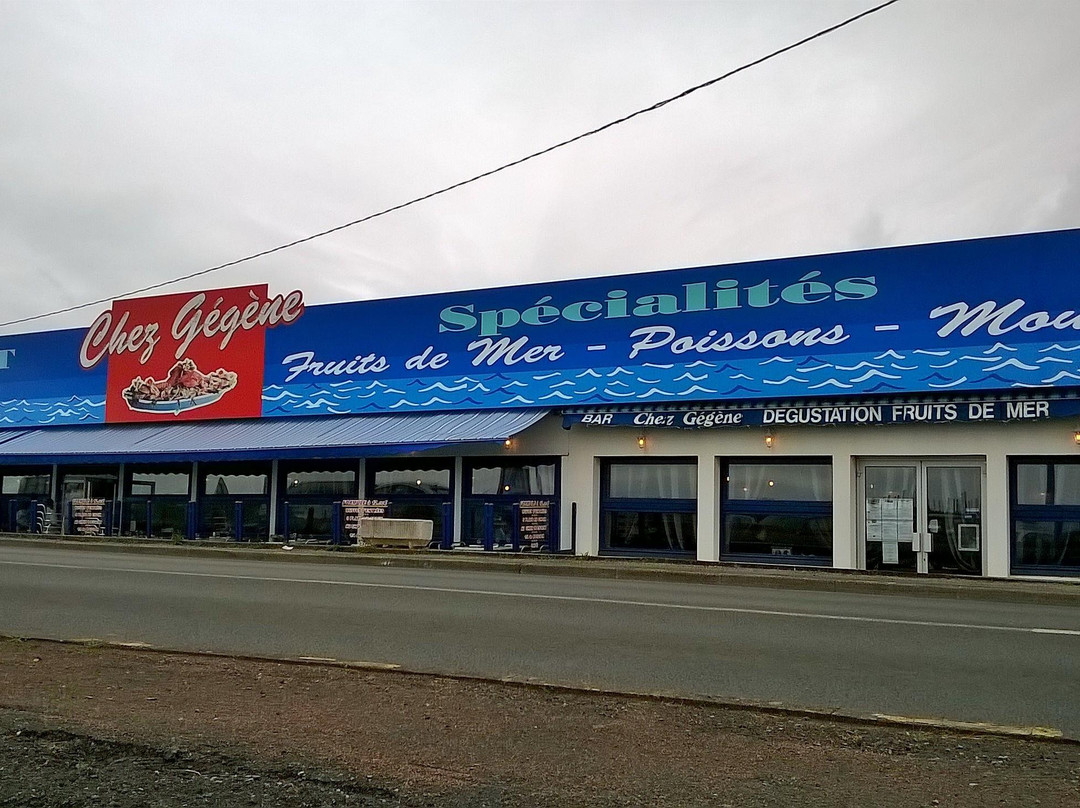 Chez Gégène
Spécialités
Fruits de Mer - Poissons - Mou
BAR Chez Gégène DEGUSTATION FRUITS DE MER